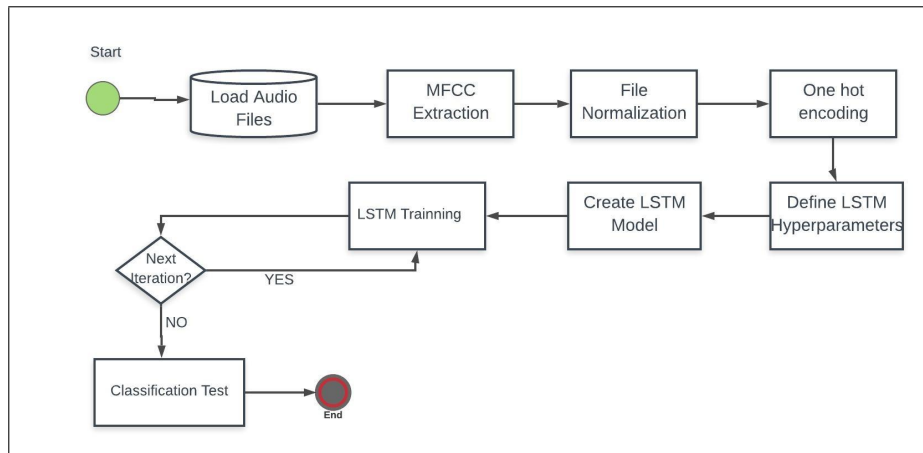 Start
Load Audio
Files
MFCC
Extraction
File
Normalization
One hot
encoding
Define LSTM
Hyperparameters
Create LSTM
Model
LSTM Trainning
Next
Iteration?
YES
NO
Classification Test
End